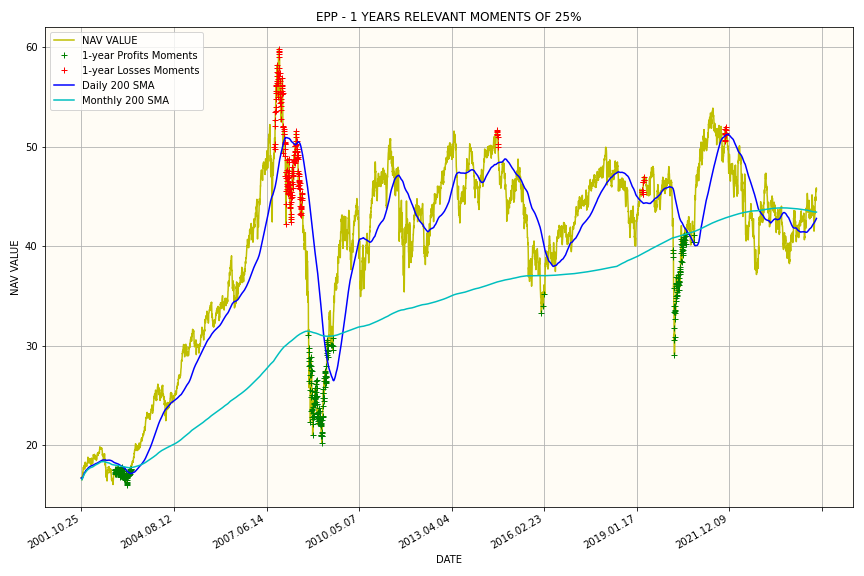 EPP - 1 YEARS RELEVANT MOMENTS OF 25%
NAV VALUE
1-year Profits Moments
1-year Losses Moments
Daily 200 SMA
Monthly 200 SMA
60
50
40
30
20
NAV VALUE
2001.10.25
2004.08.12
2007.06.14
2010.05.07
2013.04.04
2016.02.23
2019.01.17
2021.12.09
DATE